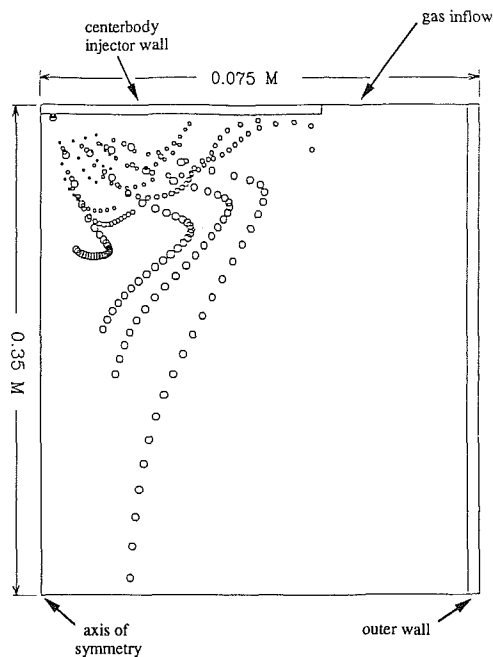 gas inflow
centerbody
injector wall
0.075 M
0.35 M
axis of
symmetry
outer wall